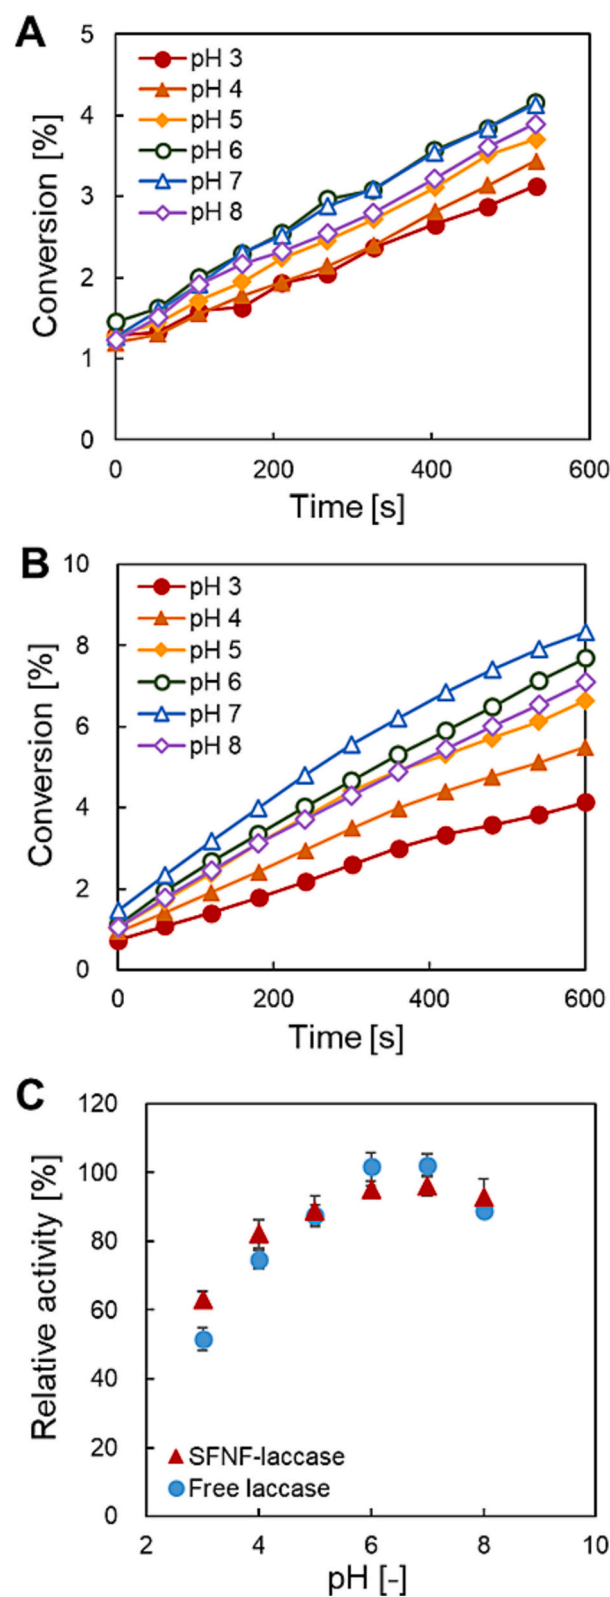 A
5
4
3
2
1
0
Conversion [%]
pH 3
pH 4
pH 5
pH 6
pH 7
pH 8
0 200 400 600
Time [s]
B
10
8
6
4
2
0
Conversion [%]
pH 3
pH 4
pH 5
pH 6
pH 7
pH 8
0 200 400 600
Time [s]
C
120
100
80
60
40
20
0
Relative activity [%]
SFNF-laccase
Free laccase
2 4 6 8 10
pH [-]